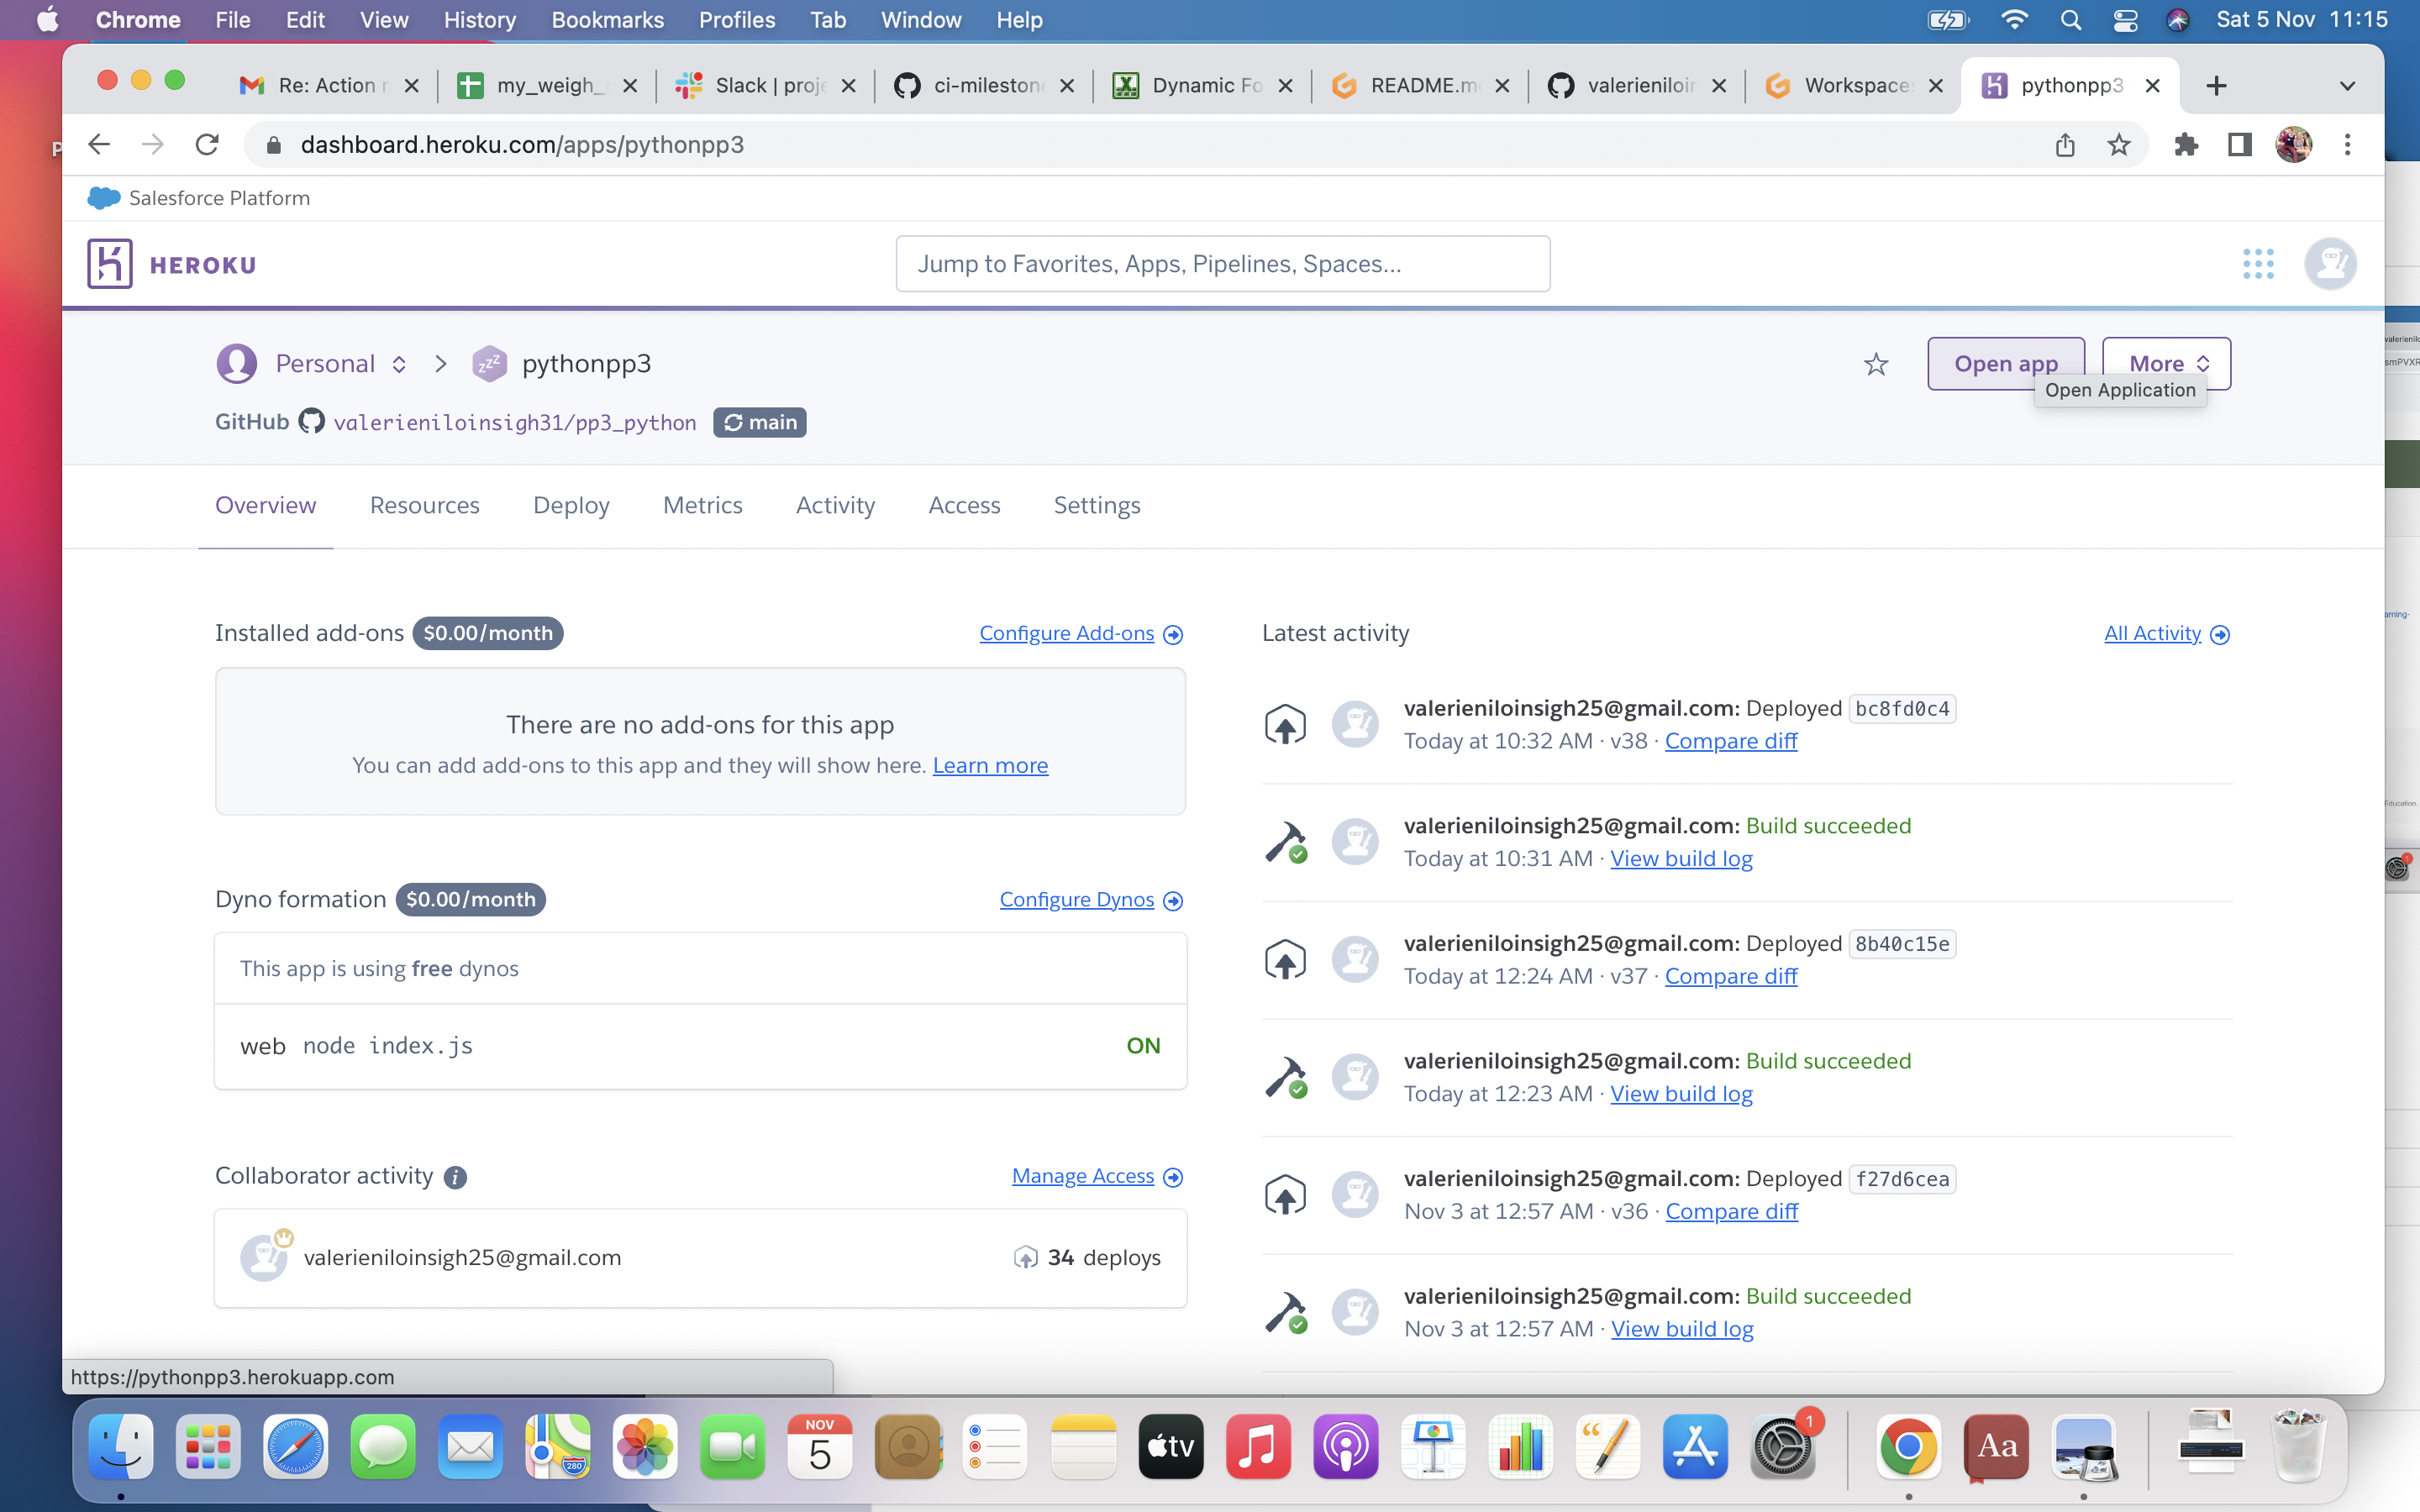 Chrome File Edit View History Bookmarks Profiles Tab Window Help Sat 5 Nov 11:15
Re: Action my_weigh_ Slack | proje ci-milestone Dynamic Fo README.m valerieniloin Workspace pythonpp3
dashboard.heroku.com/apps/pythonpp3
Salesforce Platform
HEROKU Jump to Favorites, Apps, Pipelines, Spaces...
Personal zzZ pythonpp3 Open app More
Open Application
GitHub valerieniloinsigh31/pp3_python main
Overview Resources Deploy Metrics Activity Access Settings
Installed add-ons $0.00/month Configure Add-ons
There are no add-ons for this app
You can add add-ons to this app and they will show here. Learn more
Dyno formation $0.00/month Configure Dynos
This app is using free dynos
web node index.js ON
Collaborator activity i Manage Access
valerieniloinsigh25@gmail.com 34 deploys
Latest activity All Activity
valerieniloinsigh25@gmail.com: Deployed bc8fd0c4
Today at 10:32 AM · v38 · Compare diff
valerieniloinsigh25@gmail.com: Build succeeded
Today at 10:31 AM · View build log
valerieniloinsigh25@gmail.com: Deployed 8b40c15e
Today at 12:24 AM · v37 · Compare diff
valerieniloinsigh25@gmail.com: Build succeeded
Today at 12:23 AM · View build log
valerieniloinsigh25@gmail.com: Deployed f27d6cea
Nov 3 at 12:57 AM · v36 · Compare diff
valerieniloinsigh25@gmail.com: Build succeeded
Nov 3 at 12:57 AM · View build log
https://pythonpp3.herokuapp.com
NOV
5
280
tv
1
Aa